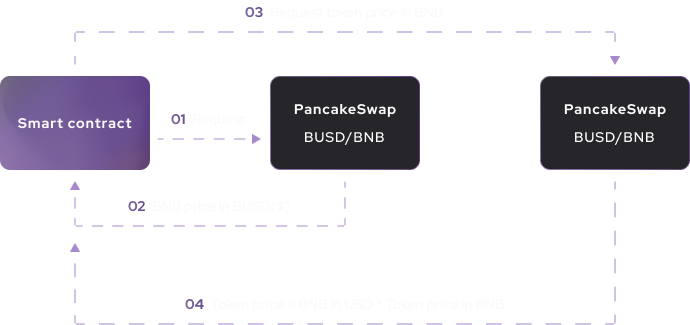 03 Request token price in BNB
Smart contract
01 Request
PancakeSwap
BUSD/BNB
PancakeSwap
BUSD/BNB
02 BNB price in BUSD($)
04 Token price = BNB in USD * Token price in BNB